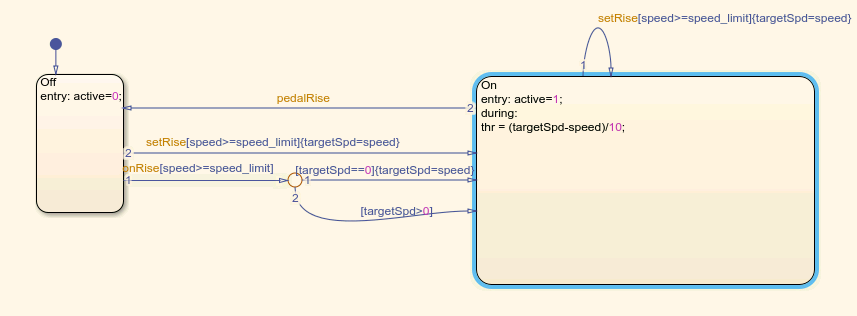 setRise[speed>=speed_limit]{targetSpd=speed}
1
Off
entry: active=0;
On
entry: active=1;
during:
thr = (targetSpd-speed)/10;
pedalRise
2
setRise[speed>=speed_limit]{targetSpd=speed}
2
onRise[speed>=speed_limit]
1
[targetSpd==0]{targetSpd=speed}
1
2
[targetSpd>0]